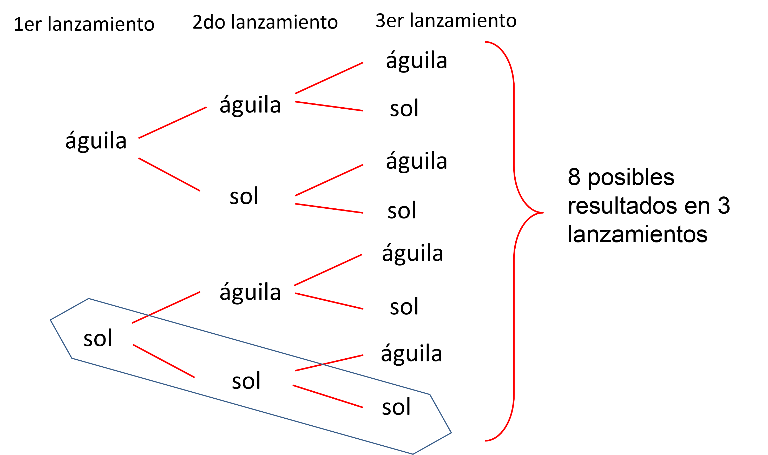 1er lanzamiento 2do lanzamiento 3er lanzamiento
águila
águila
sol
águila
águila
sol
sol
águila
águila
sol
sol
águila
sol
sol
8 posibles
resultados en 3
lanzamientos